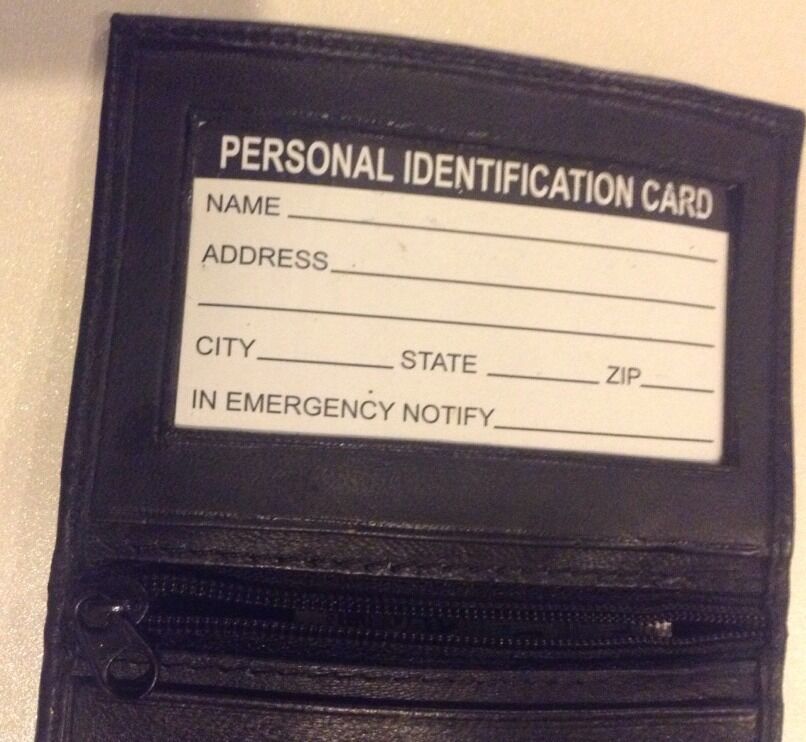 PERSONAL IDENTIFICATION CARD
NAME
ADDRESS
CITY STATE ZIP
IN EMERGENCY NOTIFY